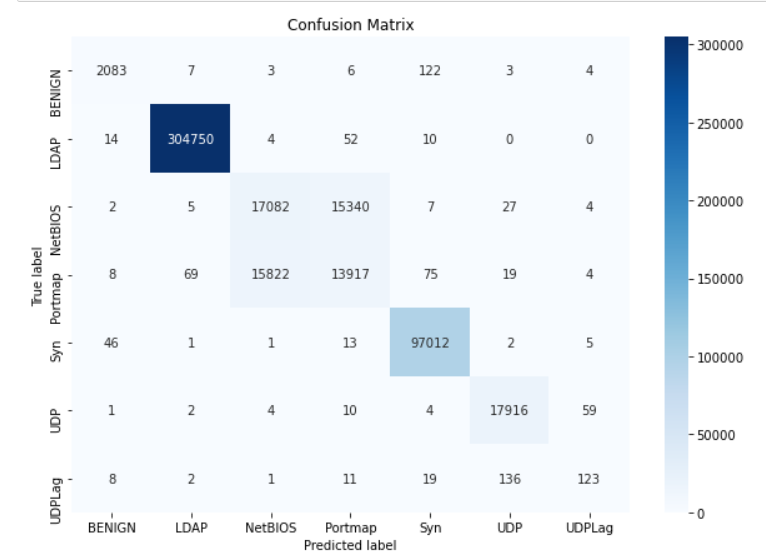 Confusion Matrix
BENIGN 2083 7 3 6 122 3 4
LDAP 14 304750 4 52 10 0 0
NetBIOS 2 5 17082 15340 7 27 4
Portmap 8 69 15822 13917 75 19 4
Syn 46 1 1 13 97012 2 5
UDP 1 2 4 10 4 17916 59
UDPLag 8 2 1 11 19 136 123
True label
BENIGN LDAP NetBIOS Portmap Syn UDP UDPLag
Predicted label
300000
250000
200000
150000
100000
50000
0